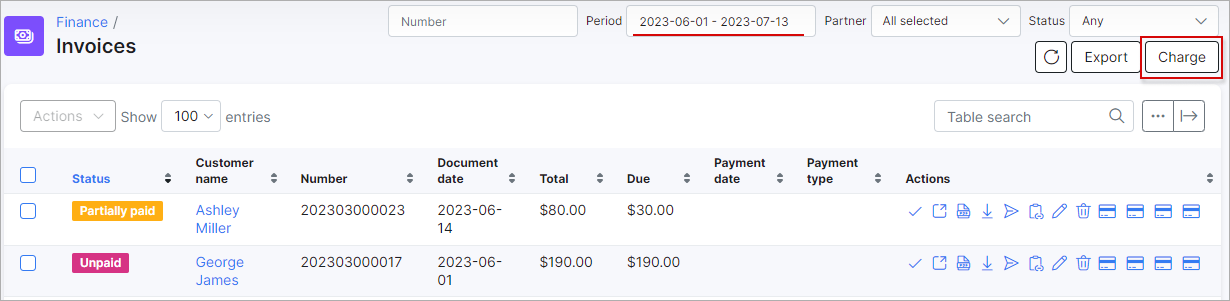 Finance /
Invoices
Number
Period 2023-06-01 - 2023-07-13
Partner All selected
Status Any
Export
Charge
Actions
Show 100 entries
Table search
Status Customer name Number Document date Total Due Payment date Payment type Actions
Partially paid Ashley Miller 202303000023 2023-06-14 $80.00 $30.00
Unpaid George James 202303000017 2023-06-01 $190.00 $190.00